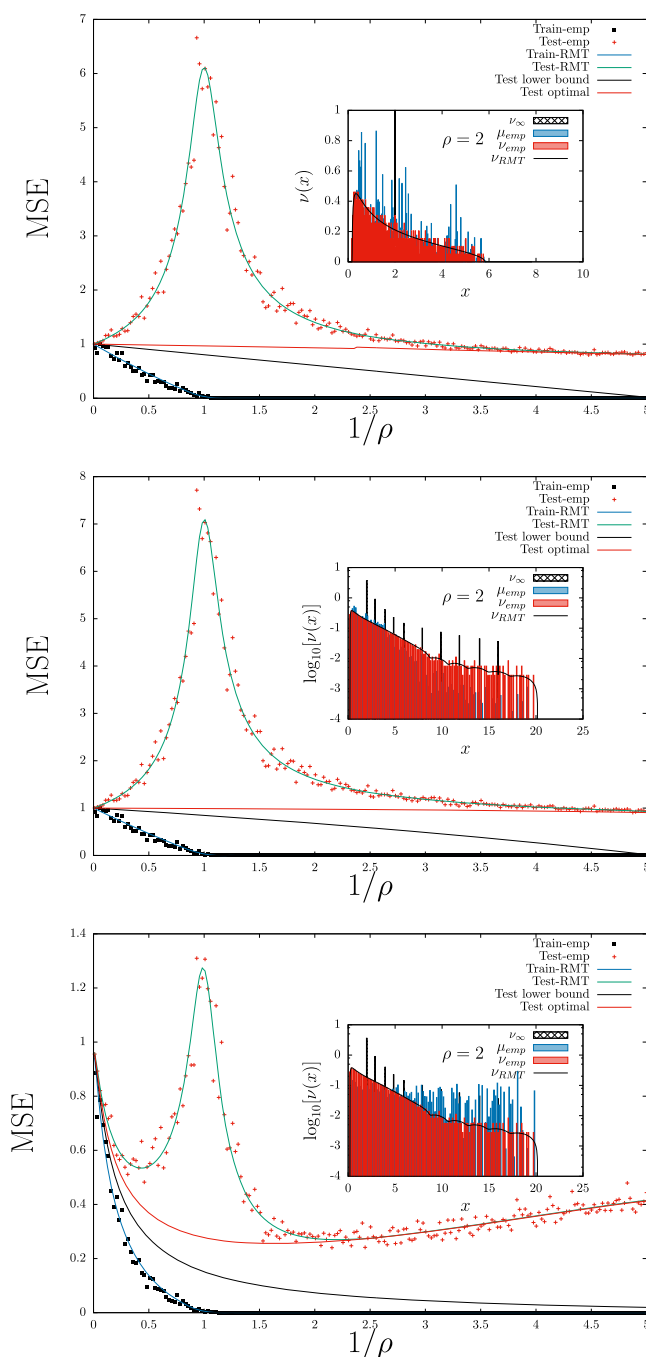 7
6
5
4
3
2
1
0
MSE
Train-emp
Test-emp
Train-RMT
Test-RMT
Test lower bound
Test optimal
1
0.8
0.6
0.4
0.2
0
ν(x)
ρ = 2
ν∞
μemp
νemp
νRMT
0 2 4 6 8 10
x
0 0.5 1 1.5 2 2.5 3 3.5 4 4.5 5
1/ρ
8
7
6
5
4
3
2
1
0
MSE
Train-emp
Test-emp
Train-RMT
Test-RMT
Test lower bound
Test optimal
1
0
-1
-2
-3
-4
log10[ν(x)]
ρ = 2
ν∞
μemp
νemp
νRMT
0 5 10 15 20 25
x
0 0.5 1 1.5 2 2.5 3 3.5 4 4.5 5
1/ρ
1.4
1.2
1
0.8
0.6
0.4
0.2
0
MSE
Train-emp
Test-emp
Train-RMT
Test-RMT
Test lower bound
Test optimal
1
0
-1
-2
-3
-4
log10[ν(x)]
ρ = 2
ν∞
μemp
νemp
νRMT
0 5 10 15 20 25
x
0 0.5 1 1.5 2 2.5 3 3.5 4 4.5 5
1/ρ